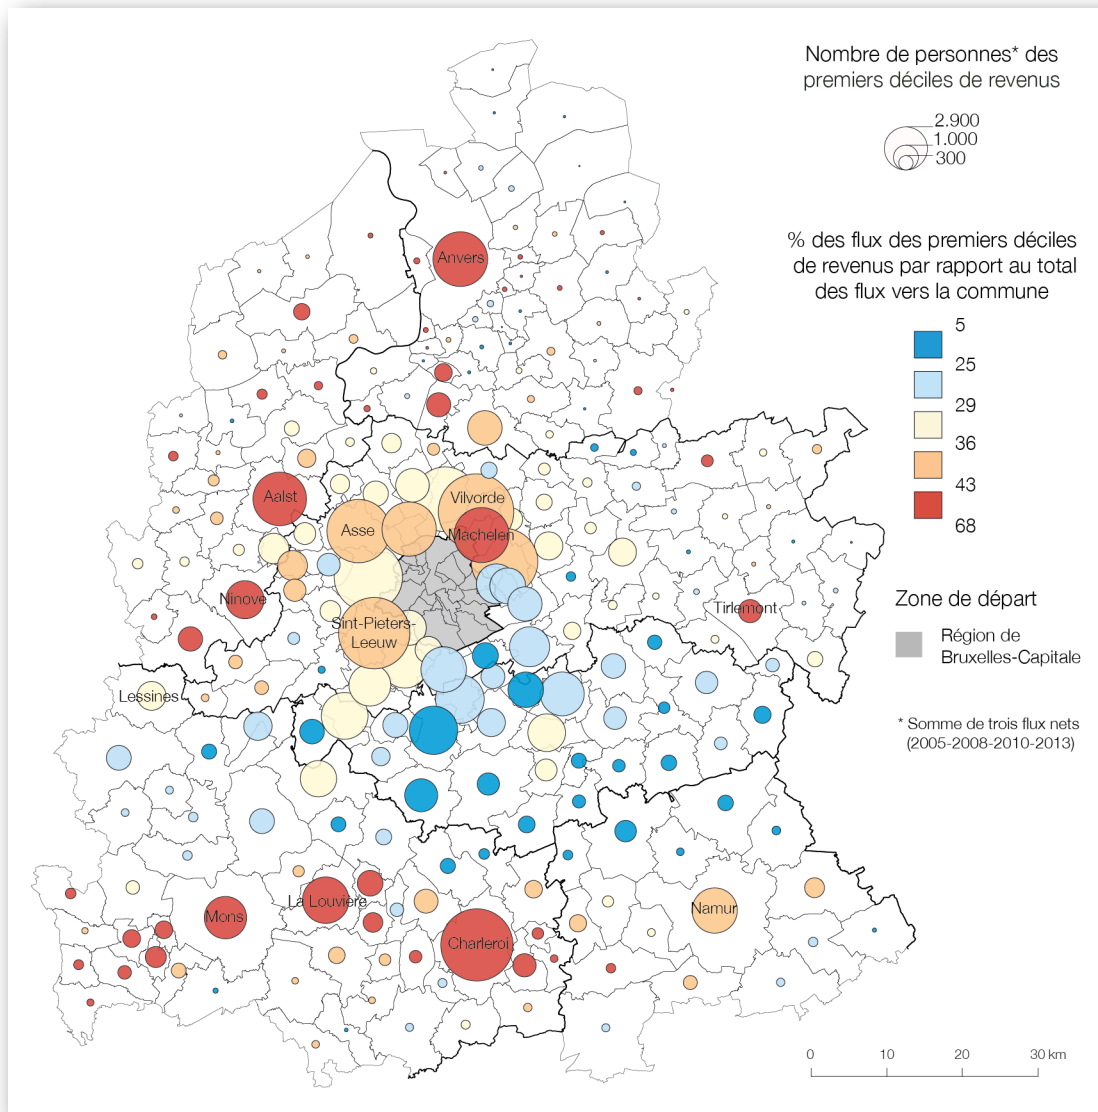 Nombre de personnes* des
premiers déciles de revenus
2.900
1.000
300
% des flux des premiers déciles
de revenus par rapport au total
des flux vers la commune
5
25
29
36
43
68
Zone de départ
Région de
Bruxelles-Capitale
* Somme de trois flux nets
(2005-2008-2010-2013)
Anvers
Aalst
Vilvorde
Asse
Machelen
Ninove
Tirlemont
Sint-Pieters-
Leeuw
Lessines
La Louvière
Mons
Namur
Charleroi
0 10 20 30 km